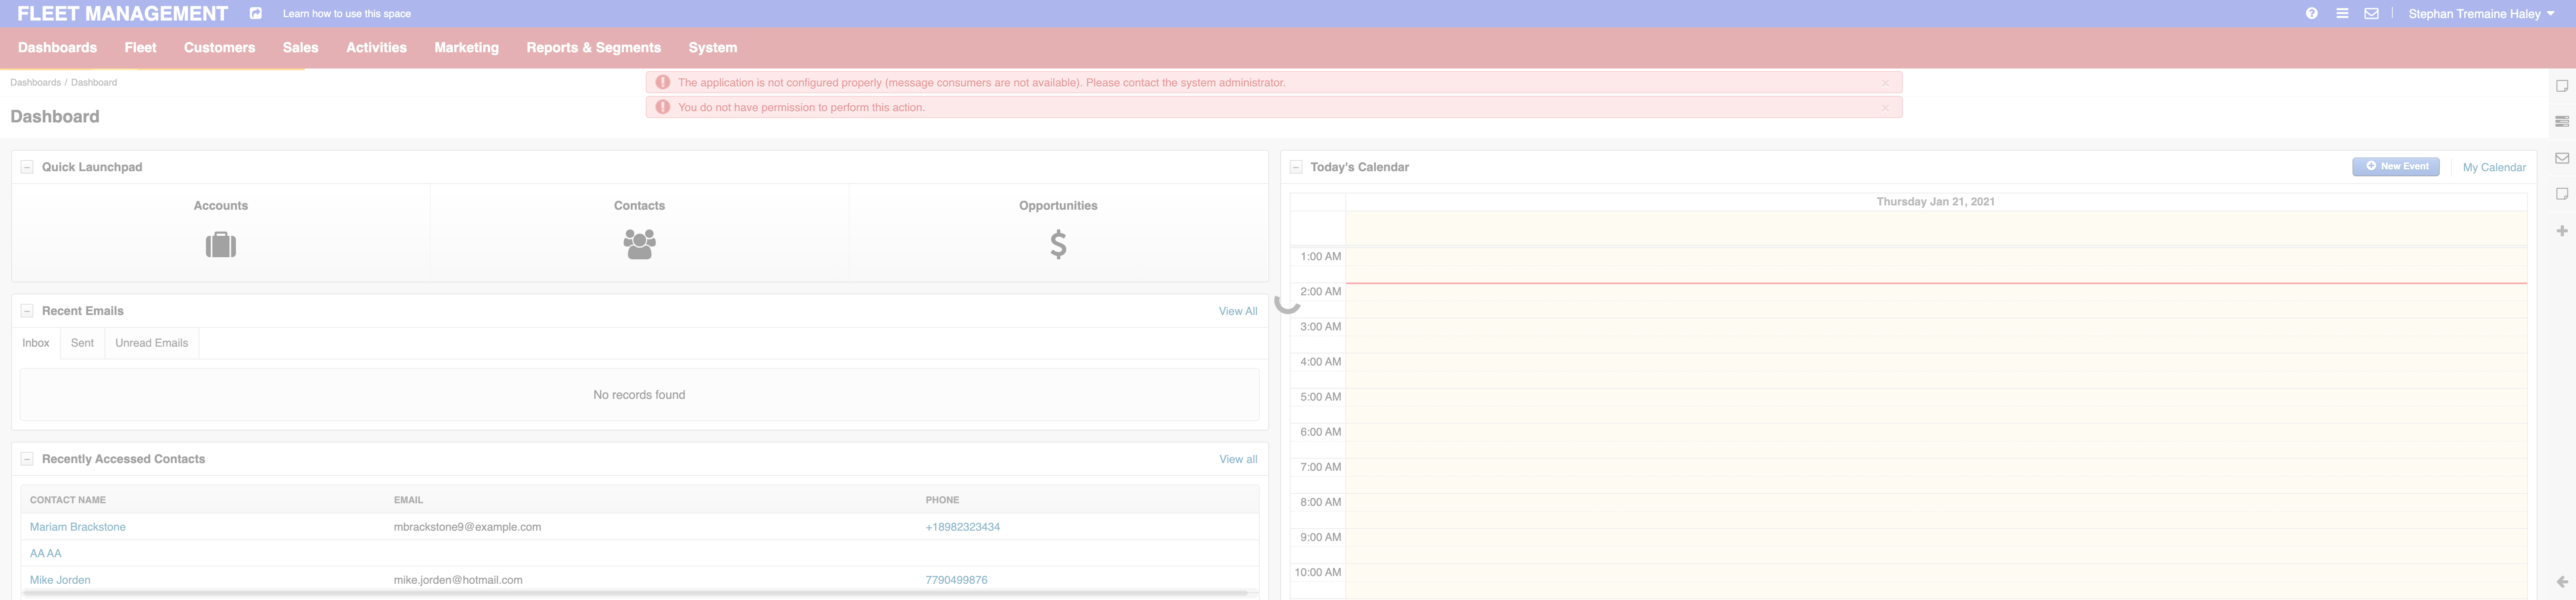 FLEET MANAGEMENT Learn how to use this space Stephan Tremaine Haley
Dashboards Fleet Customers Sales Activities Marketing Reports & Segments System
Dashboards / Dashboard
The application is not configured properly (message consumers are not available). Please contact the system administrator. ×
You do not have permission to perform this action. ×
Dashboard
Quick Launchpad
Accounts Contacts Opportunities
Recent Emails View All
Inbox Sent Unread Emails
No records found
Recently Accessed Contacts View all
CONTACT NAME EMAIL PHONE
Mariam Brackstone mbrackstone9@example.com +18982323434
AA AA
Mike Jorden mike.jorden@hotmail.com 7790499876
Today's Calendar New Event My Calendar
Thursday Jan 21, 2021
1:00 AM
2:00 AM
3:00 AM
4:00 AM
5:00 AM
6:00 AM
7:00 AM
8:00 AM
9:00 AM
10:00 AM